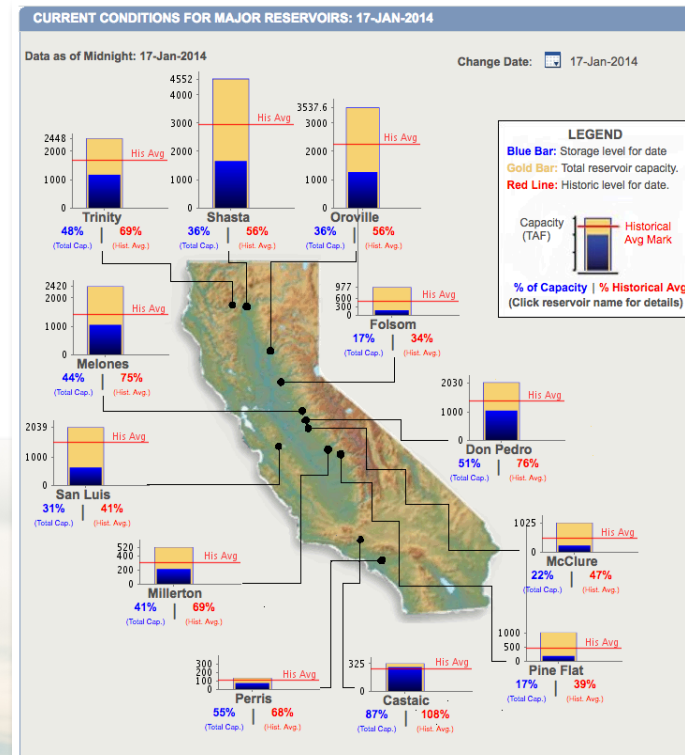 CURRENT CONDITIONS FOR MAJOR RESERVOIRS: 17-JAN-2014
Data as of Midnight: 17-Jan-2014
Change Date: 17-Jan-2014
4552
4000
3000
2000
1000
0
His Avg
Shasta
36% | 56%
(Total Cap.) (Hist. Avg.)
3537.6
3000
2000
1000
0
His Avg
Oroville
36% | 56%
(Total Cap.) (Hist. Avg.)
2448
2000
1000
0
His Avg
Trinity
48% | 69%
(Total Cap.) (Hist. Avg.)
LEGEND
Blue Bar: Storage level for date
Gold Bar: Total reservoir capacity.
Red Line: Historic level for date.
Capacity
(TAF)
Historical
Avg Mark
% of Capacity | % Historical Avg
(Click reservoir name for details)
2420
2000
1000
0
His Avg
Melones
44% | 75%
(Total Cap.) (Hist. Avg.)
977
600
300
0
His Avg
Folsom
17% | 34%
(Total Cap.) (Hist. Avg.)
2030
1000
0
His Avg
Don Pedro
51% | 76%
(Total Cap.) (Hist. Avg.)
2039
1000
0
His Avg
San Luis
31% | 41%
(Total Cap.) (Hist. Avg.)
1025
0
His Avg
McClure
22% | 47%
(Total Cap.) (Hist. Avg.)
520
400
200
0
His Avg
Millerton
41% | 69%
(Total Cap.) (Hist. Avg.)
1000
500
0
His Avg
Pine Flat
17% | 39%
(Total Cap.) (Hist. Avg.)
300
200
100
0
His Avg
Perris
55% | 68%
(Total Cap.) (Hist. Avg.)
325
0
His Avg
Castaic
87% | 108%
(Total Cap.) (Hist. Avg.)